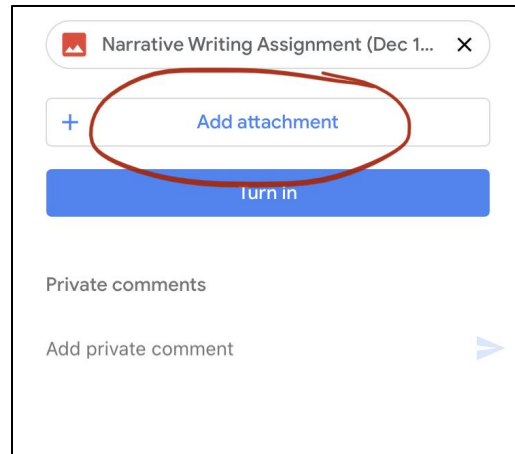 Narrative Writing Assignment (Dec 1...
+ Add attachment
Turn in
Private comments
Add private comment